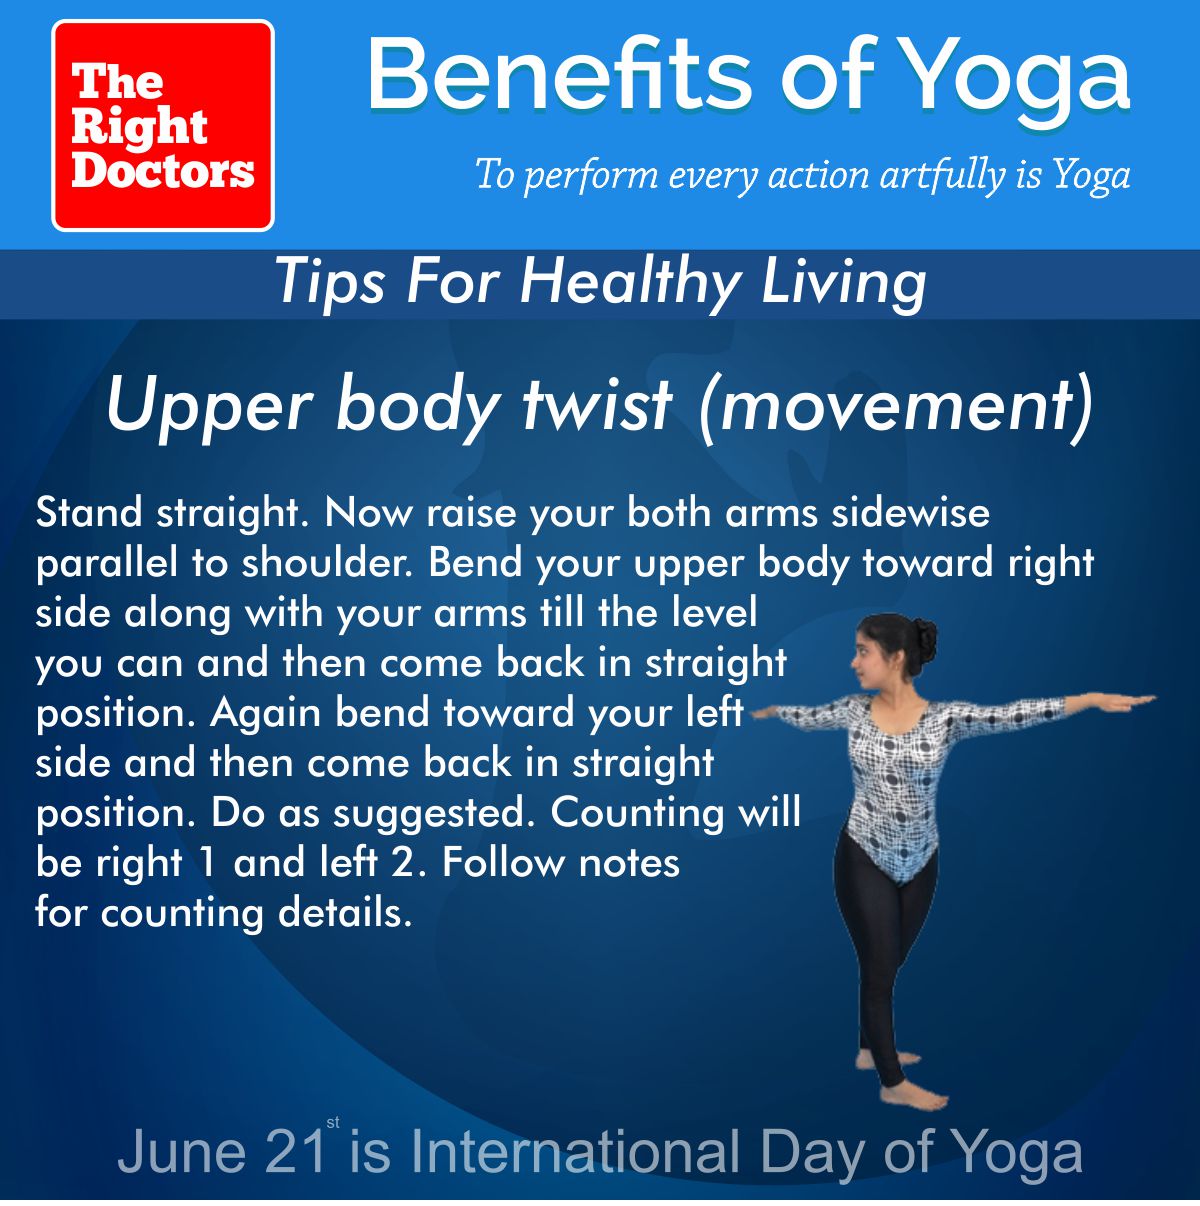 The
Right
Doctors
Benefits of Yoga
To perform every action artfully is Yoga
Tips For Healthy Living
Upper body twist (movement)
Stand straight. Now raise your both arms sidewise
parallel to shoulder. Bend your upper body toward right
side along with your arms till the level
you can and then come back in straight
position. Again bend toward your left
side and then come back in straight
position. Do as suggested. Counting will
be right 1 and left 2. Follow notes
for counting details.
June 21st is International Day of Yoga